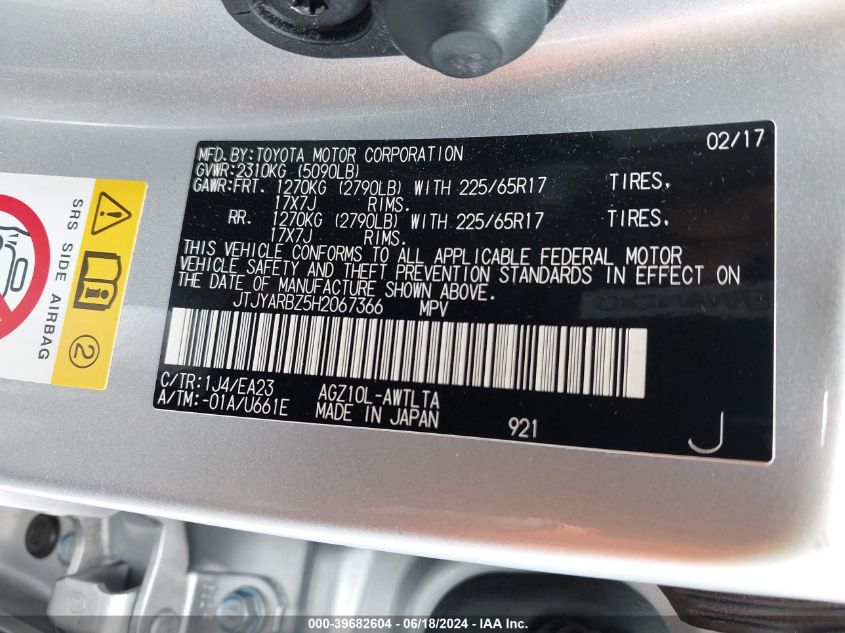 02/17
MFD.BY:TOYOTA MOTOR CORPORATION
GVWR:2310KG (5090LB)
GAWR:FRT. 1270KG (2790LB) WITH 225/65R17 TIRES.
17X7J RIMS.
RR. 1270KG (2790LB) WITH 225/65R17 TIRES.
17X7J RIMS.
THIS VEHICLE CONFORMS TO ALL APPLICABLE FEDERAL MOTOR
VEHICLE SAFETY AND THEFT PREVENTION STANDARDS IN EFFECT ON
THE DATE OF MANUFACTURE SHOWN ABOVE.
JTJYARBZ5H2067366 MPV
C/TR:1J4/EA23 AGZ10L-AWTLTA
A/TM:-01A/U661E MADE IN JAPAN 921
J
SRS SIDE AIRBAG
2
000-39682604 - 06/18/2024 - IAA Inc.